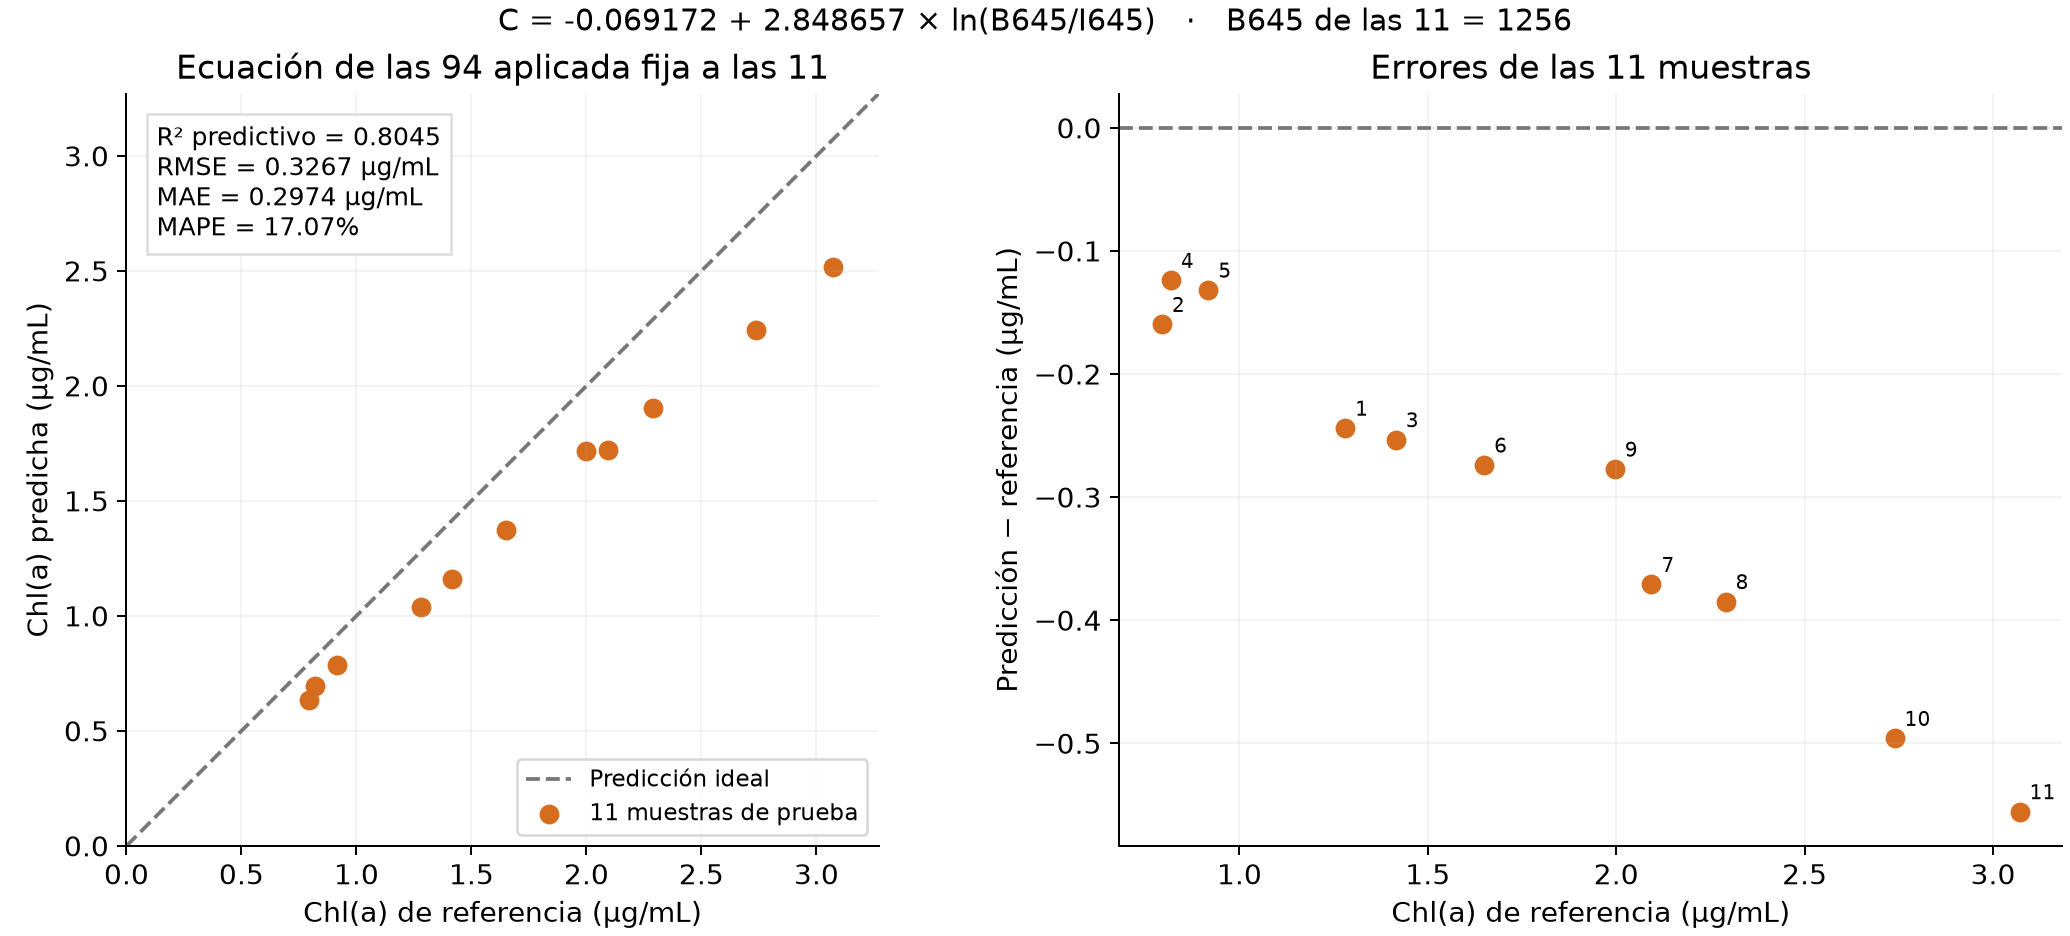 C = -0.069172 + 2.848657 × ln(B645/I645)   ·   B645 de las 11 = 1256
Ecuación de las 94 aplicada fija a las 11
R² predictivo = 0.8045
RMSE = 0.3267 µg/mL
MAE = 0.2974 µg/mL
MAPE = 17.07%
Chl(a) predicha (µg/mL)
3.0
2.5
2.0
1.5
1.0
0.5
0.0
Predicción ideal
11 muestras de prueba
0.0 0.5 1.0 1.5 2.0 2.5 3.0
Chl(a) de referencia (µg/mL)
Errores de las 11 muestras
Predicción − referencia (µg/mL)
0.0
−0.1
−0.2
−0.3
−0.4
−0.5
4
5
2
1
3
6
9
7
8
10
11
1.0 1.5 2.0 2.5 3.0
Chl(a) de referencia (µg/mL)